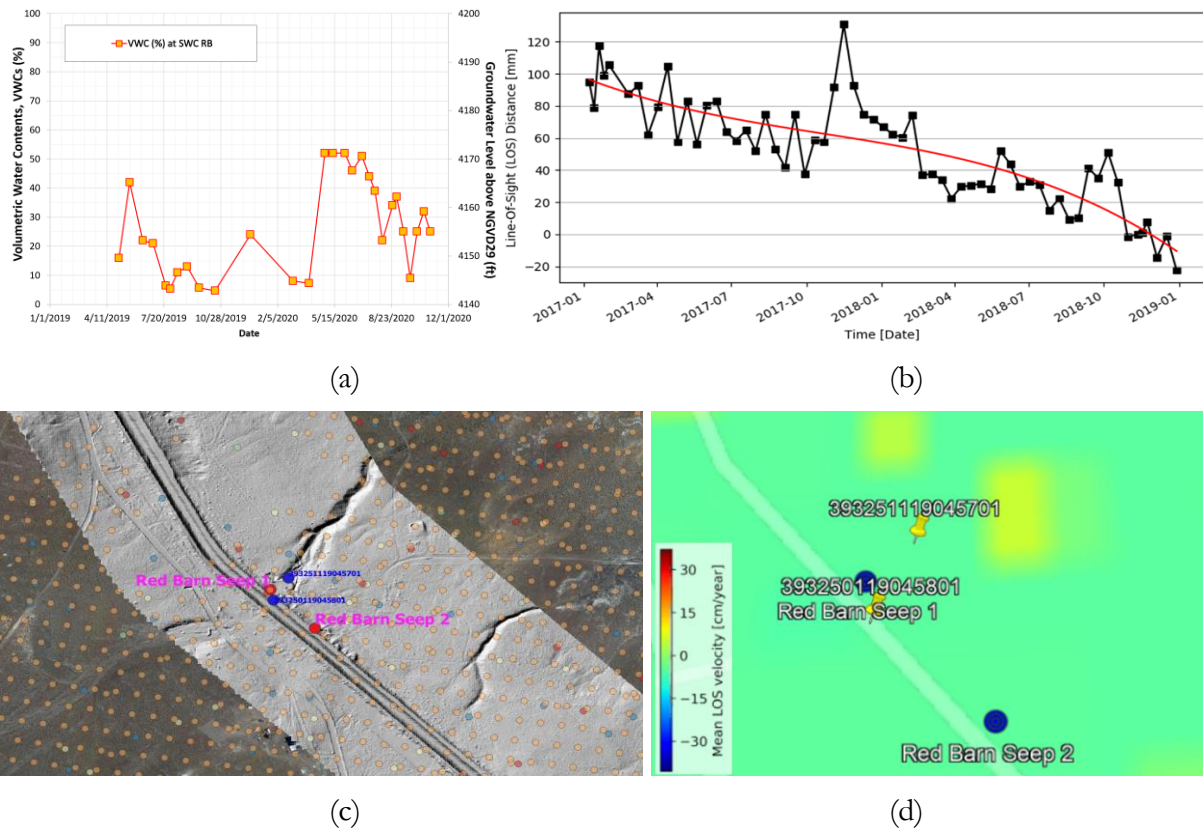 100
90
80
70
60
50
40
30
20
10
0
Volumetric Water Contents, VWCs (%)
VWC (%) at SWC RB
4200
4190
4180
4170
4160
4150
4140
Groundwater Level above NGVD29 (ft)
1/1/2019 4/11/2019 7/20/2019 10/28/2019 2/5/2020 5/15/2020 8/23/2020 12/1/2020
Date
(a)
120
100
80
60
40
20
0
−20
Line-Of-Sight (LOS) Distance [mm]
2017-01 2017-04 2017-07 2017-10 2018-01 2018-04 2018-07 2018-10 2019-01
Time [Date]
(b)
393251119045701
Red Barn Seep 1
393250119045801
Red Barn Seep 2
(c)
393251119045701
393250119045801
Red Barn Seep 1
Red Barn Seep 2
30
15
0
−15
−30
Mean LOS velocity [cm/year]
(d)